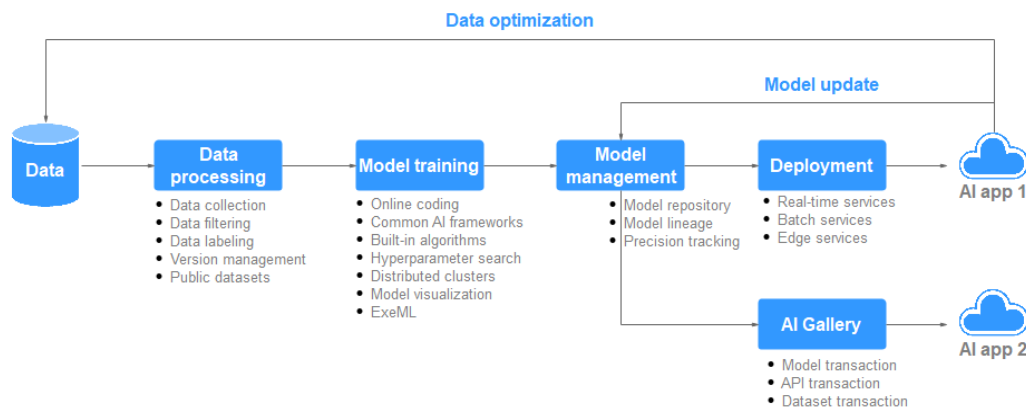 Data optimization
Model update
Data
Data
processing
Data collection
Data filtering
Data labeling
Version management
Public datasets
Model training
Online coding
Common AI frameworks
Built-in algorithms
Hyperparameter search
Distributed clusters
Model visualization
ExeML
Model
management
Model repository
Model lineage
Precision tracking
Deployment
Real-time services
Batch services
Edge services
AI app 1
AI Gallery
Model transaction
API transaction
Dataset transaction
AI app 2